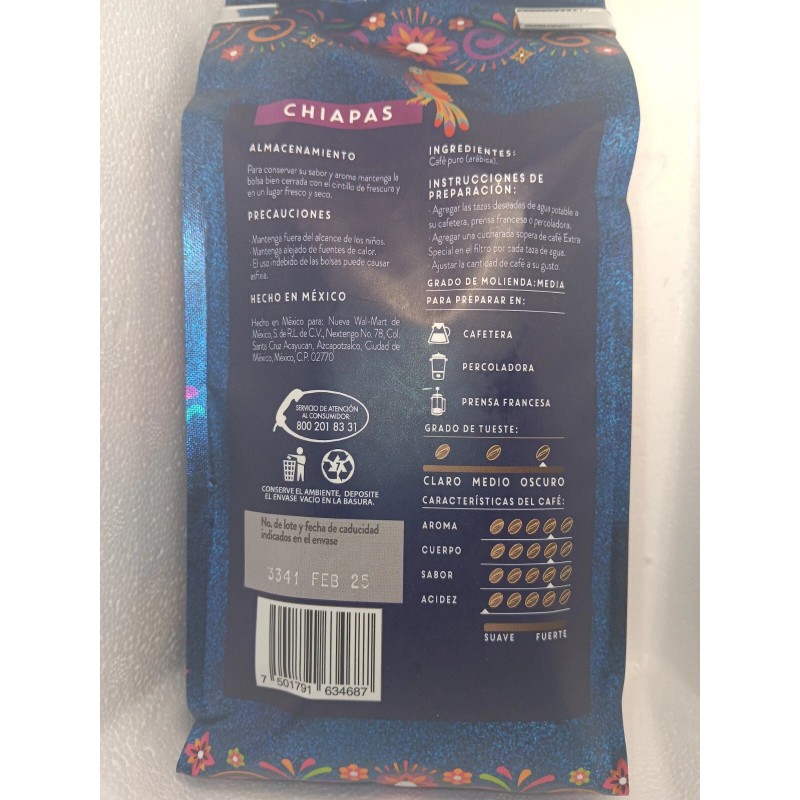 CHIAPAS
ALMACENAMIENTO
Para conservar su sabor y aroma mantenga la
bolsa bien cerrada con el cintillo de frescura y
en un lugar fresco y seco.
PRECAUCIONES
· Mantenga fuera del alcance de los niños.
· Mantenga alejado de fuentes de calor.
· El uso indebido de las bolsas puede causar
asfixia.
HECHO EN MÉXICO
Hecho en México para: Nueva Wal-Mart de
México, S. de R.L. de C.V., Nextengo No. 78, Col.
Santa Cruz Acayucan, Azcapotzalco, Ciudad de
México, México, C.P. 02770
SERVICIO DE ATENCIÓN
AL CONSUMIDOR
800 201 83 31
CONSERVE EL AMBIENTE, DEPOSITE
EL ENVASE VACÍO EN LA BASURA.
No. de lote y fecha de caducidad
indicados en el envase
3341 FEB 25
7 501791 634687
INGREDIENTES:
Café puro (arábica).
INSTRUCCIONES DE
PREPARACIÓN:
· Agregar las tazas deseadas de agua potable a
su cafetera, prensa francesa o percoladora.
· Agregar una cucharada sopera de café Extra
Especial en el filtro por cada taza de agua.
· Ajustar la cantidad de café a su gusto.
GRADO DE MOLIENDA: MEDIA
PARA PREPARAR EN:
CAFETERA
PERCOLADORA
PRENSA FRANCESA
GRADO DE TUESTE:
CLARO MEDIO OSCURO
CARACTERÍSTICAS DEL CAFÉ:
AROMA
CUERPO
SABOR
ACIDEZ
SUAVE FUERTE